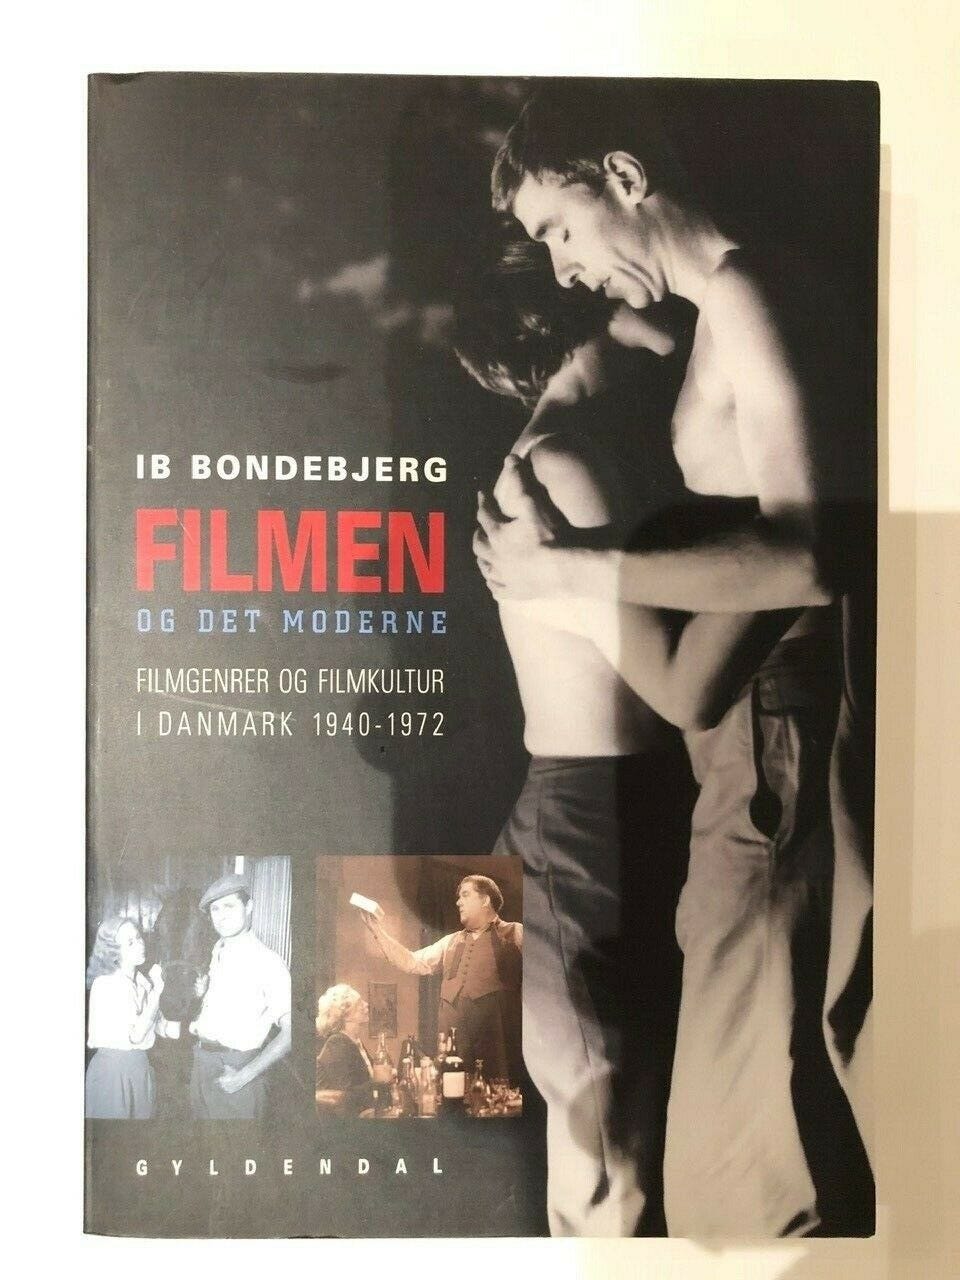 IB BONDEBJERG
FILMEN
OG DET MODERNE
FILMGENRER OG FILMKULTUR
I DANMARK 1940-1972
GYLDENDAL